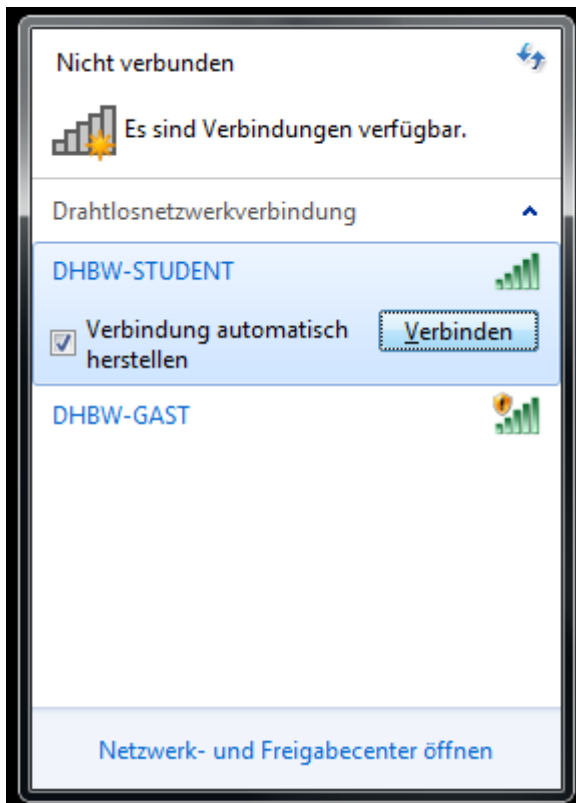 Nicht verbunden
Es sind Verbindungen verfügbar.
Drahtlosnetzwerkverbindung
DHBW-STUDENT
Verbindung automatisch
herstellen
Verbinden
DHBW-GAST
Netzwerk- und Freigabecenter öffnen